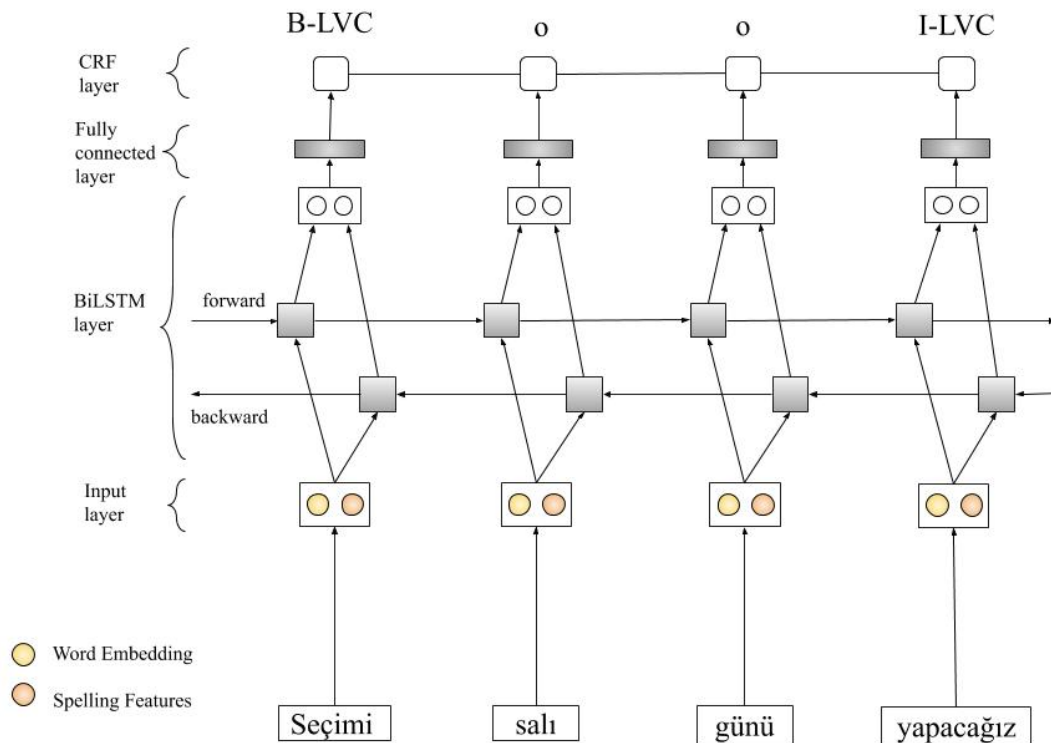 B-LVC o o I-LVC
CRF
layer
Fully
connected
layer
BiLSTM
layer
forward
backward
Input
layer
Word Embedding
Spelling Features
Seçimi salı günü yapacağız